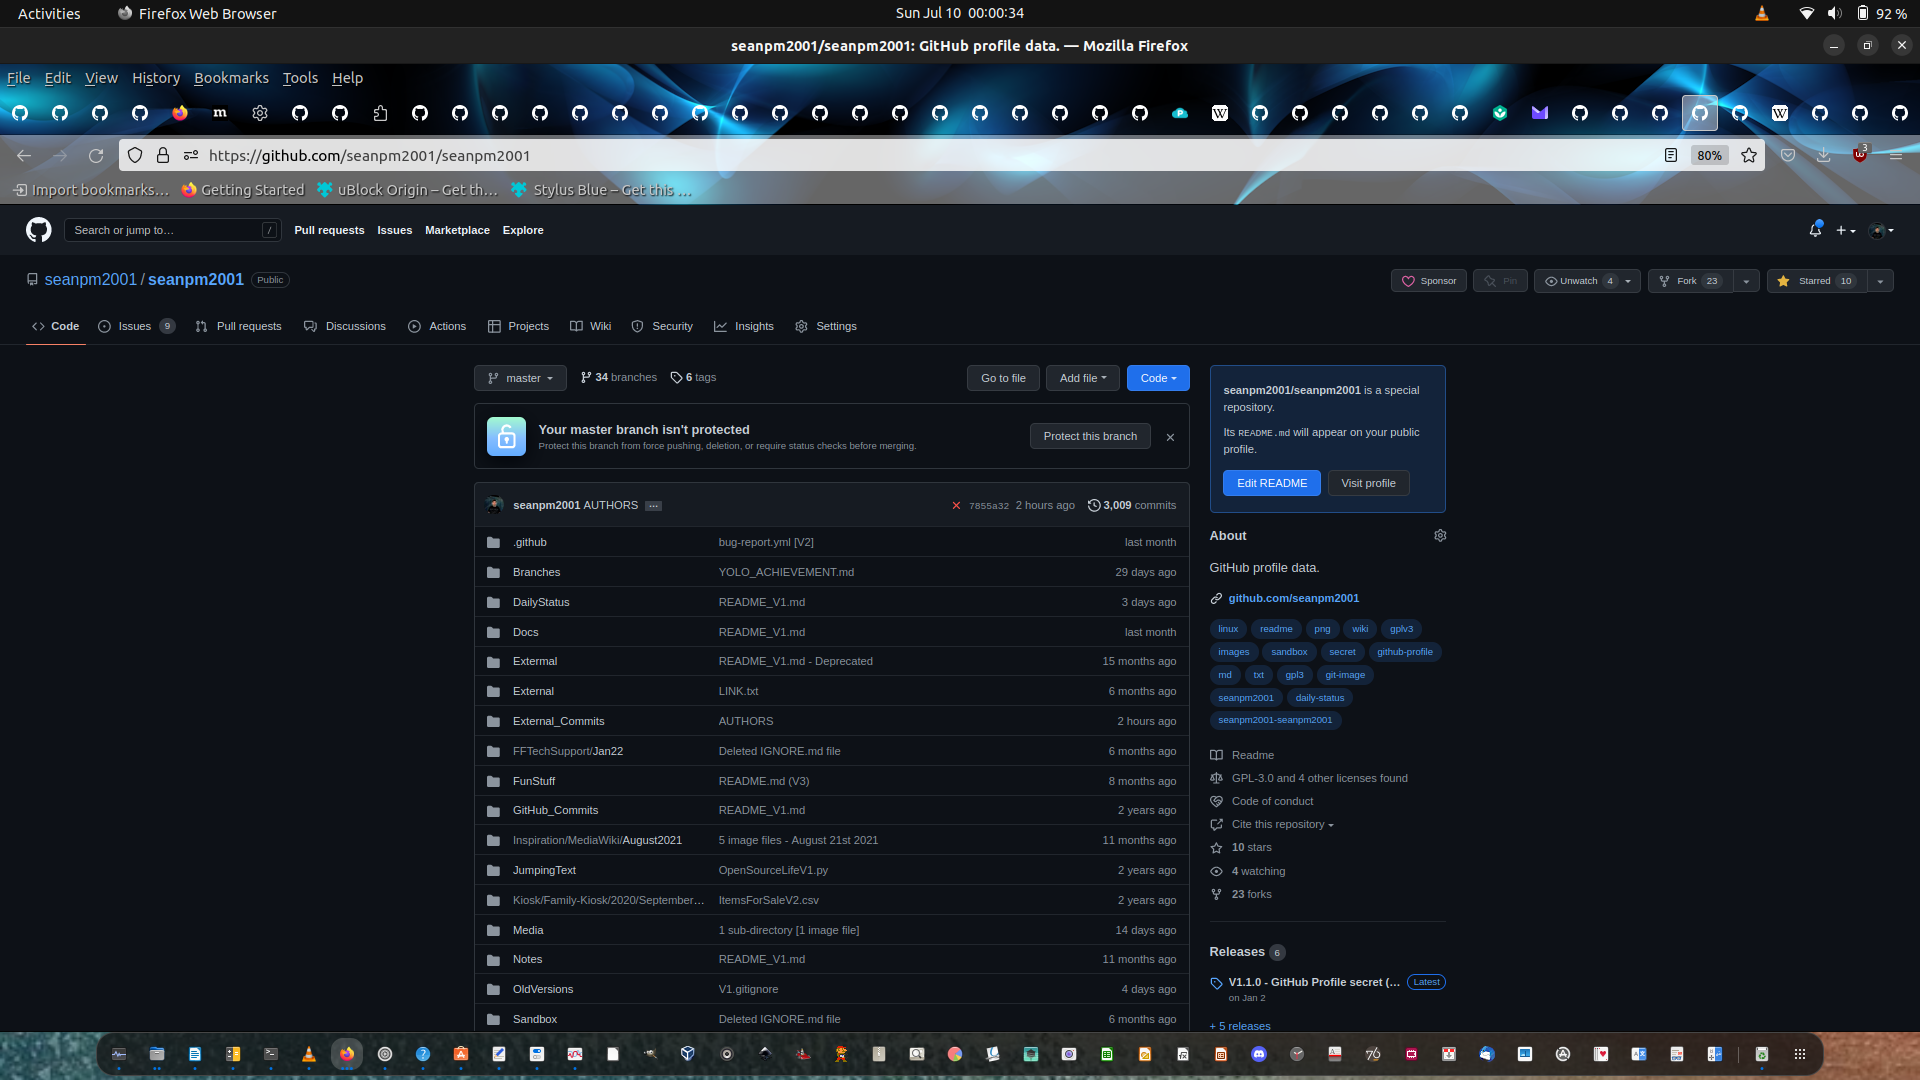 Activities Firefox Web Browser Sun Jul 10 00:00:34 92 %
seanpm2001/seanpm2001: GitHub profile data. — Mozilla Firefox
File Edit View History Bookmarks Tools Help
https://github.com/seanpm2001/seanpm2001 80% 3
Import bookmarks… Getting Started uBlock Origin – Get th… Stylus Blue – Get this …
Search or jump to… / Pull requests Issues Marketplace Explore
seanpm2001 / seanpm2001 Public Sponsor Pin Unwatch 4 Fork 23 Starred 10
Code Issues 9 Pull requests Discussions Actions Projects Wiki Security Insights Settings
master 34 branches 6 tags Go to file Add file Code
Your master branch isn't protected
Protect this branch from force pushing, deletion, or require status checks before merging.
Protect this branch
seanpm2001 AUTHORS … 7855a32 2 hours ago 3,009 commits
.github bug-report.yml [V2] last month
Branches YOLO_ACHIEVEMENT.md 29 days ago
DailyStatus README_V1.md 3 days ago
Docs README_V1.md last month
Extermal README_V1.md - Deprecated 15 months ago
External LINK.txt 6 months ago
External_Commits AUTHORS 2 hours ago
FFTechSupport/Jan22 Deleted IGNORE.md file 6 months ago
FunStuff README.md (V3) 8 months ago
GitHub_Commits README_V1.md 2 years ago
Inspiration/MediaWiki/August2021 5 image files - August 21st 2021 11 months ago
JumpingText OpenSourceLifeV1.py 2 years ago
Kiosk/Family-Kiosk/2020/September… ItemsForSaleV2.csv 2 years ago
Media 1 sub-directory [1 image file] 14 days ago
Notes README_V1.md 11 months ago
OldVersions V1.gitignore 4 days ago
Sandbox Deleted IGNORE.md file 6 months ago
seanpm2001/seanpm2001 is a special
repository.
Its README.md will appear on your public
profile.
Edit README Visit profile
About
GitHub profile data.
github.com/seanpm2001
linux readme png wiki gplv3
images sandbox secret github-profile
md txt gpl3 git-image
seanpm2001 daily-status
seanpm2001-seanpm2001
Readme
GPL-3.0 and 4 other licenses found
Code of conduct
Cite this repository
10 stars
4 watching
23 forks
Releases 6
V1.1.0 - GitHub Profile secret (… Latest
on Jan 2
+ 5 releases